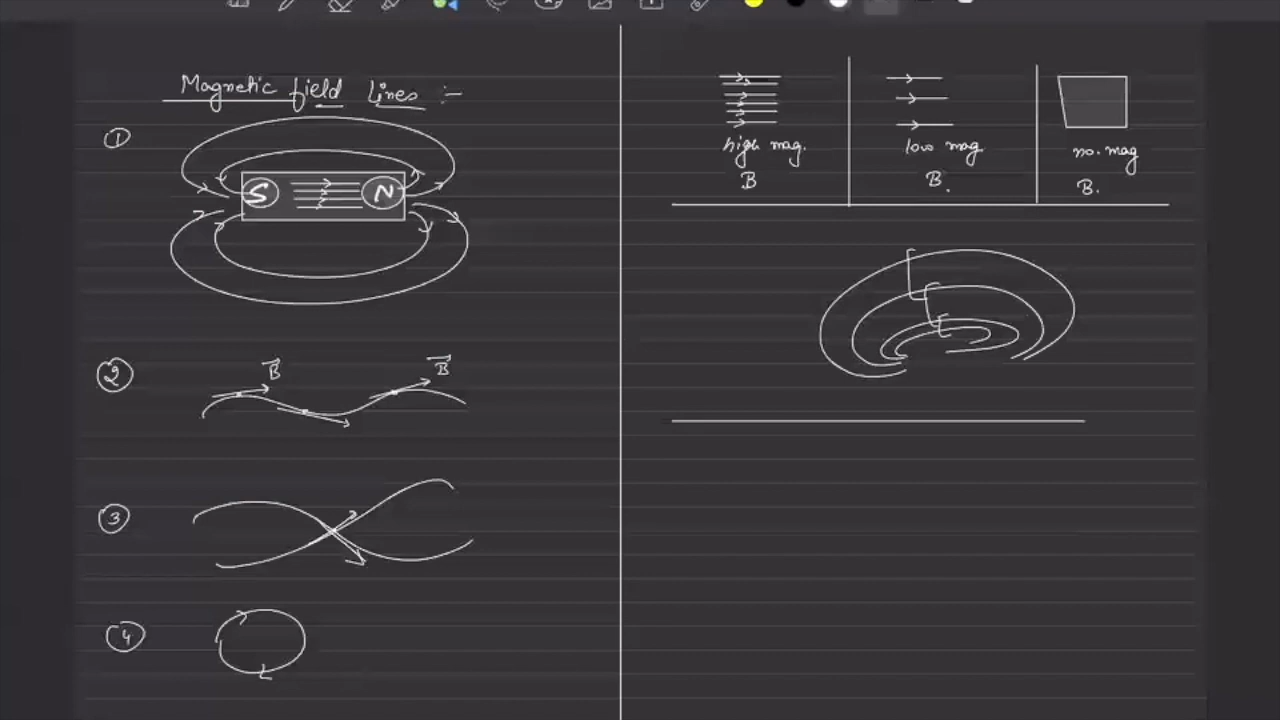 Magnetic field Lines :-
①
S N
②
B B
③
④
high mag. B
low mag. B.
no. mag B.